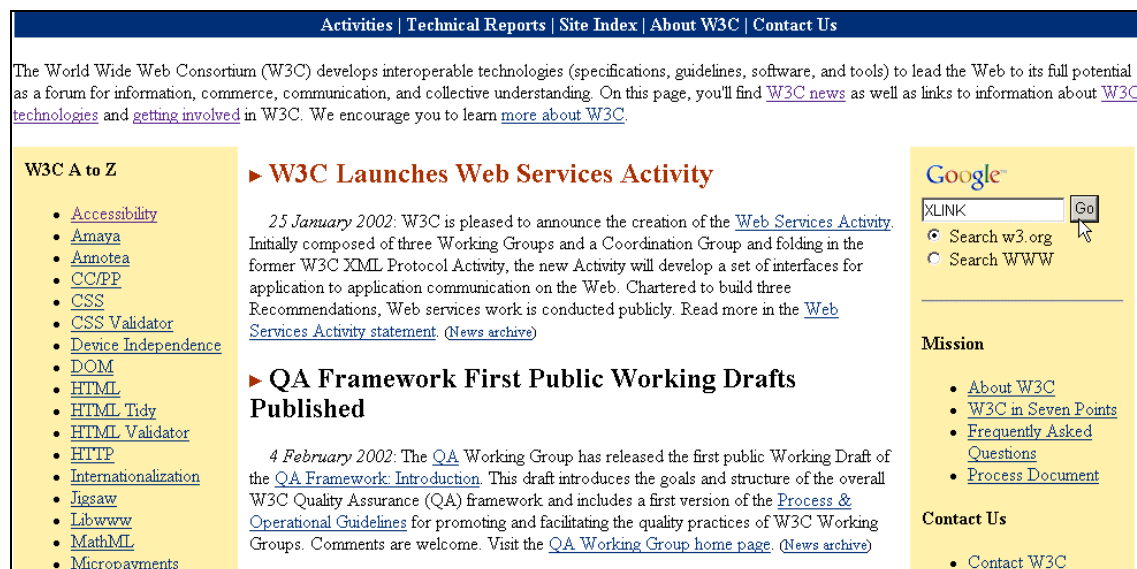 Activities | Technical Reports | Site Index | About W3C | Contact Us
The World Wide Web Consortium (W3C) develops interoperable technologies (specifications, guidelines, software, and tools) to lead the Web to its full potential
as a forum for information, commerce, communication, and collective understanding. On this page, you'll find W3C news as well as links to information about W3C
technologies and getting involved in W3C. We encourage you to learn more about W3C.
W3C A to Z
• Accessibility
• Amaya
• Annotea
• CC/PP
• CSS
• CSS Validator
• Device Independence
• DOM
• HTML
• HTML Tidy
• HTML Validator
• HTTP
• Internationalization
• Jigsaw
• Libwww
• MathML
• Micropayments
▸ W3C Launches Web Services Activity
25 January 2002: W3C is pleased to announce the creation of the Web Services Activity.
Initially composed of three Working Groups and a Coordination Group and folding in the
former W3C XML Protocol Activity, the new Activity will develop a set of interfaces for
application to application communication on the Web. Chartered to build three
Recommendations, Web services work is conducted publicly. Read more in the Web
Services Activity statement. (News archive)
▸ QA Framework First Public Working Drafts
Published
4 February 2002: The QA Working Group has released the first public Working Draft of
the QA Framework: Introduction. This draft introduces the goals and structure of the overall
W3C Quality Assurance (QA) framework and includes a first version of the Process &
Operational Guidelines for promoting and facilitating the quality practices of W3C Working
Groups. Comments are welcome. Visit the QA Working Group home page. (News archive)
Google™
XLINK Go
Search w3.org
Search WWW
Mission
• About W3C
• W3C in Seven Points
• Frequently Asked
Questions
• Process Document
Contact Us
• Contact W3C